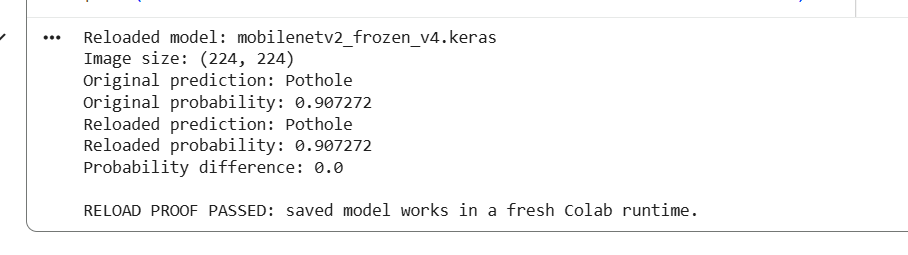 Reloaded model: mobilenetv2_frozen_v4.keras
Image size: (224, 224)
Original prediction: Pothole
Original probability: 0.907272
Reloaded prediction: Pothole
Reloaded probability: 0.907272
Probability difference: 0.0
RELOAD PROOF PASSED: saved model works in a fresh Colab runtime.